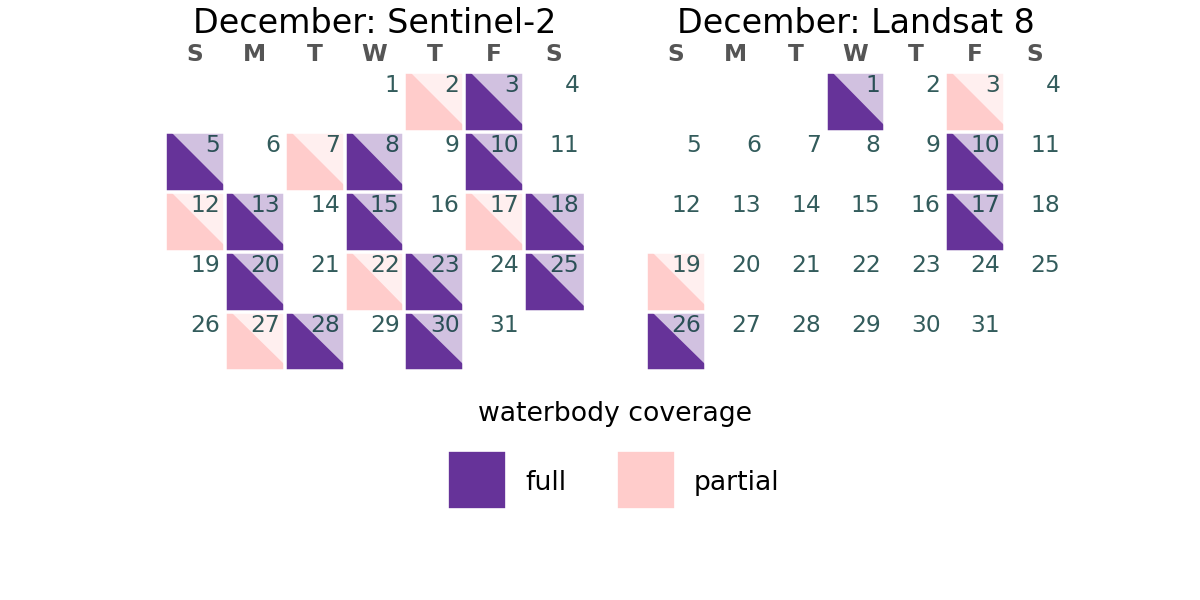 December: Sentinel-2
S M T W T F S
1 2 3 4
5 6 7 8 9 10 11
12 13 14 15 16 17 18
19 20 21 22 23 24 25
26 27 28 29 30 31
December: Landsat 8
S M T W T F S
1 2 3 4
5 6 7 8 9 10 11
12 13 14 15 16 17 18
19 20 21 22 23 24 25
26 27 28 29 30 31
waterbody coverage
full
partial